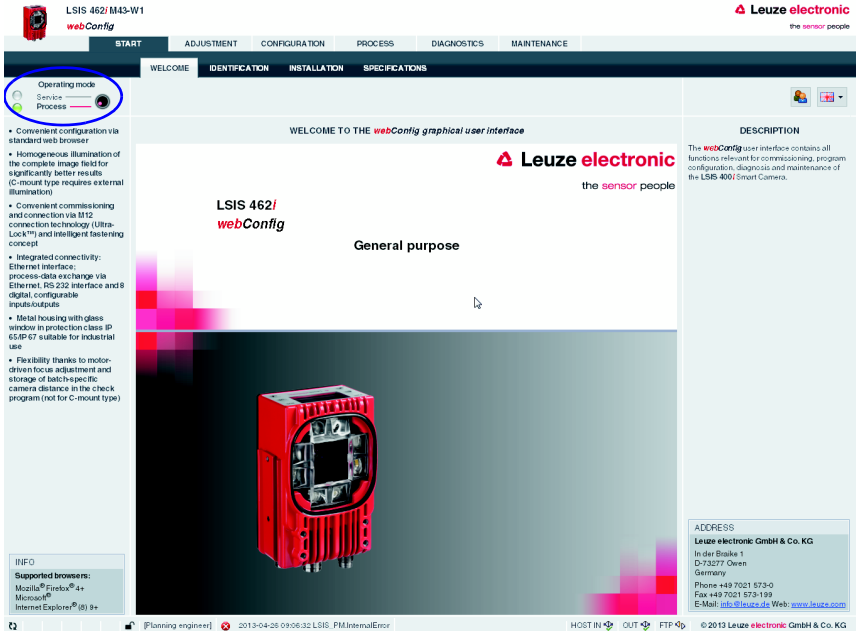 LSIS 462i M43-W1
webConfig
Leuze electronic
the sensor people
START ADJUSTMENT CONFIGURATION PROCESS DIAGNOSTICS MAINTENANCE
WELCOME IDENTIFICATION INSTALLATION SPECIFICATIONS
Operating mode
Service
Process
• Convenient configuration via
standard web browser
• Homogeneous illumination of
the complete image field for
significantly better results
(C-mount type requires external
illumination)
• Convenient commissioning
and connection via M12
connection technology (Ultra-
Lock™) and intelligent fastening
concept
• Integrated connectivity:
Ethernet interface;
process-data exchange via
Ethernet, RS 232 interface and 8
digital, configurable
inputs/outputs
• Metal housing with glass
window in protection class IP
65/IP 67 suitable for industrial
use
• Flexibility thanks to motor-
driven focus adjustment and
storage of batch-specific
camera distance in the check
program (not for C-mount type)
INFO
Supported browsers:
Mozilla® Firefox® 4+
Microsoft®
Internet Explorer® (8) 9+
WELCOME TO THE webConfig graphical user interface
Leuze electronic
the sensor people
LSIS 462i
webConfig
General purpose
DESCRIPTION
The webConfig user interface contains all
functions relevant for commissioning, program
configuration, diagnosis and maintenance of
the LSIS 400i Smart Camera.
ADDRESS
Leuze electronic GmbH & Co. KG
In der Braike 1
D-73277 Owen
Germany
Phone +49 7021 573-0
Fax +49 7021 573-199
E-Mail: info@leuze.de Web: www.leuze.com
[Planning engineer] 2013-04-26 09:06:32 LSIS_PM.InternalError HOST IN OUT FTP © 2013 Leuze electronic GmbH & Co. KG